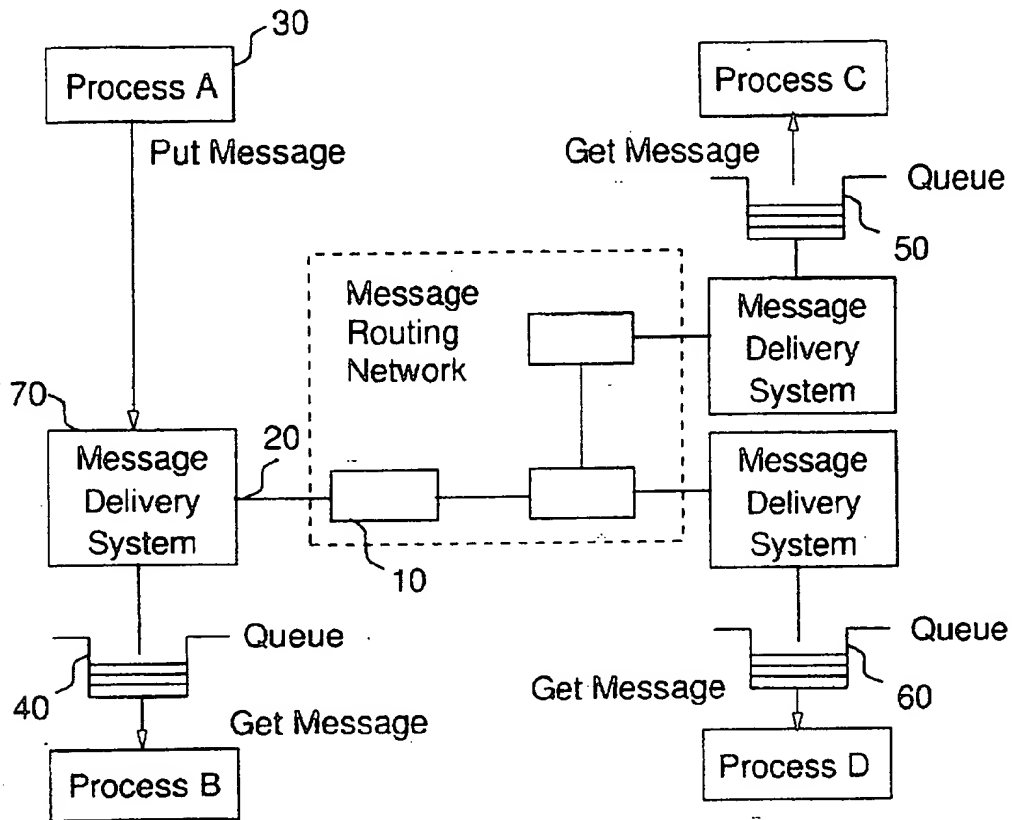 30
Process A
Process C
Put Message
Get Message
Queue
50
Message
Routing
Network
Message
Delivery
System
70
20
Message
Delivery
System
Message
Delivery
System
10
Queue
Queue
40
60
Get Message
Get Message
Process B
Process D